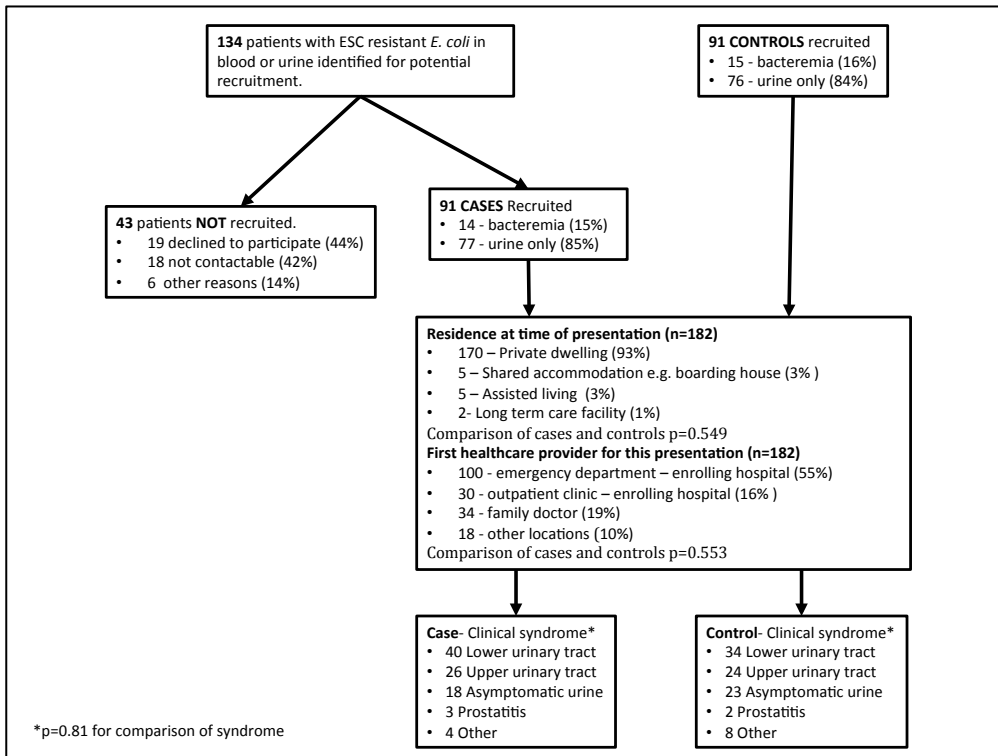 134 patients with ESC resistant E. coli in
blood or urine identified for potential
recruitment.
91 CONTROLS recruited
• 15 - bacteremia (16%)
• 76 - urine only (84%)
43 patients NOT recruited.
• 19 declined to participate (44%)
• 18 not contactable (42%)
• 6 other reasons (14%)
91 CASES Recruited
• 14 - bacteremia (15%)
• 77 - urine only (85%)
Residence at time of presentation (n=182)
• 170 – Private dwelling (93%)
• 5 – Shared accommodation e.g. boarding house (3% )
• 5 – Assisted living (3%)
• 2- Long term care facility (1%)
Comparison of cases and controls p=0.549
First healthcare provider for this presentation (n=182)
• 100 - emergency department – enrolling hospital (55%)
• 30 - outpatient clinic – enrolling hospital (16% )
• 34 - family doctor (19%)
• 18 - other locations (10%)
Comparison of cases and controls p=0.553
Case- Clinical syndrome*
• 40 Lower urinary tract
• 26 Upper urinary tract
• 18 Asymptomatic urine
• 3 Prostatitis
• 4 Other
Control- Clinical syndrome*
• 34 Lower urinary tract
• 24 Upper urinary tract
• 23 Asymptomatic urine
• 2 Prostatitis
• 8 Other
*p=0.81 for comparison of syndrome